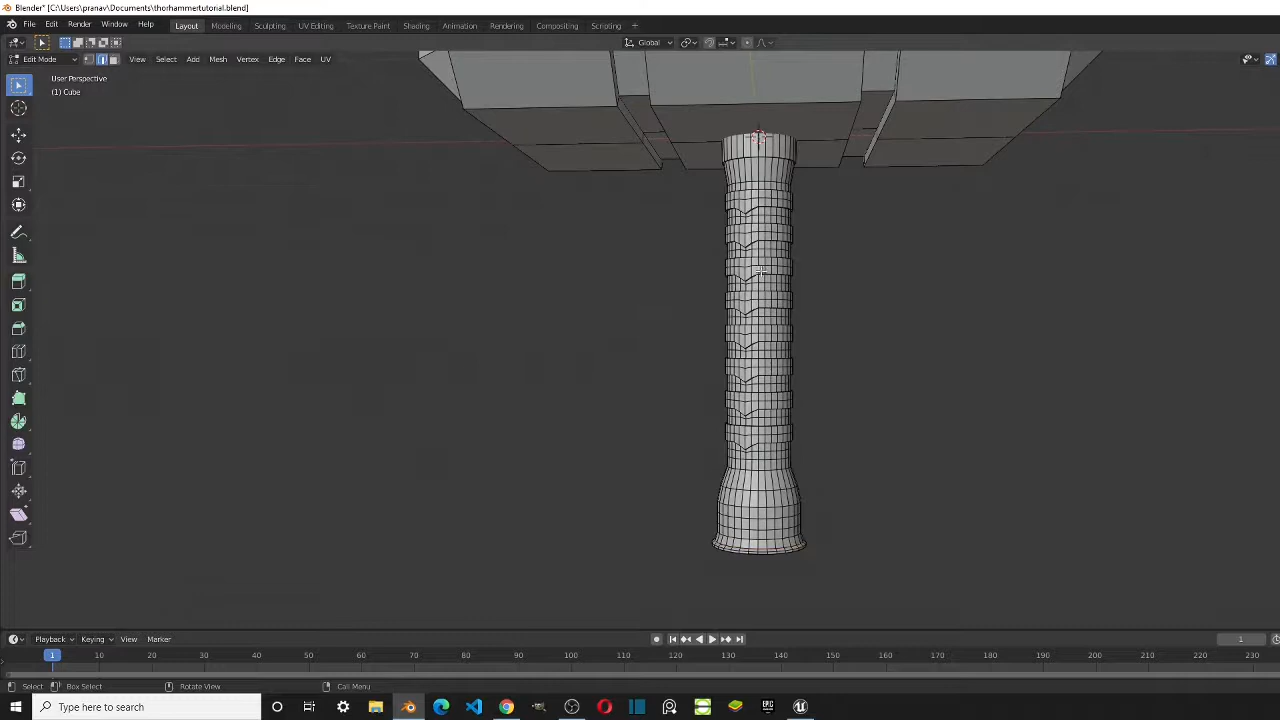 Blender* [C:\Users\pranav\Documents\thorhammertutorial.blend]
File Edit Render Window Help Layout Modeling Sculpting UV Editing Texture Paint Shading Animation Rendering Compositing Scripting +
Global
Edit Mode View Select Add Mesh Vertex Edge Face UV
User Perspective
(1) Cube
Playback Keying View Marker 1
1 10 20 30 40 50 60 70 80 90 100 110 120 130 140 150 160 170 180 190 200 210 220 230
Select Box Select Rotate View Call Menu
Type here to search
EPIC